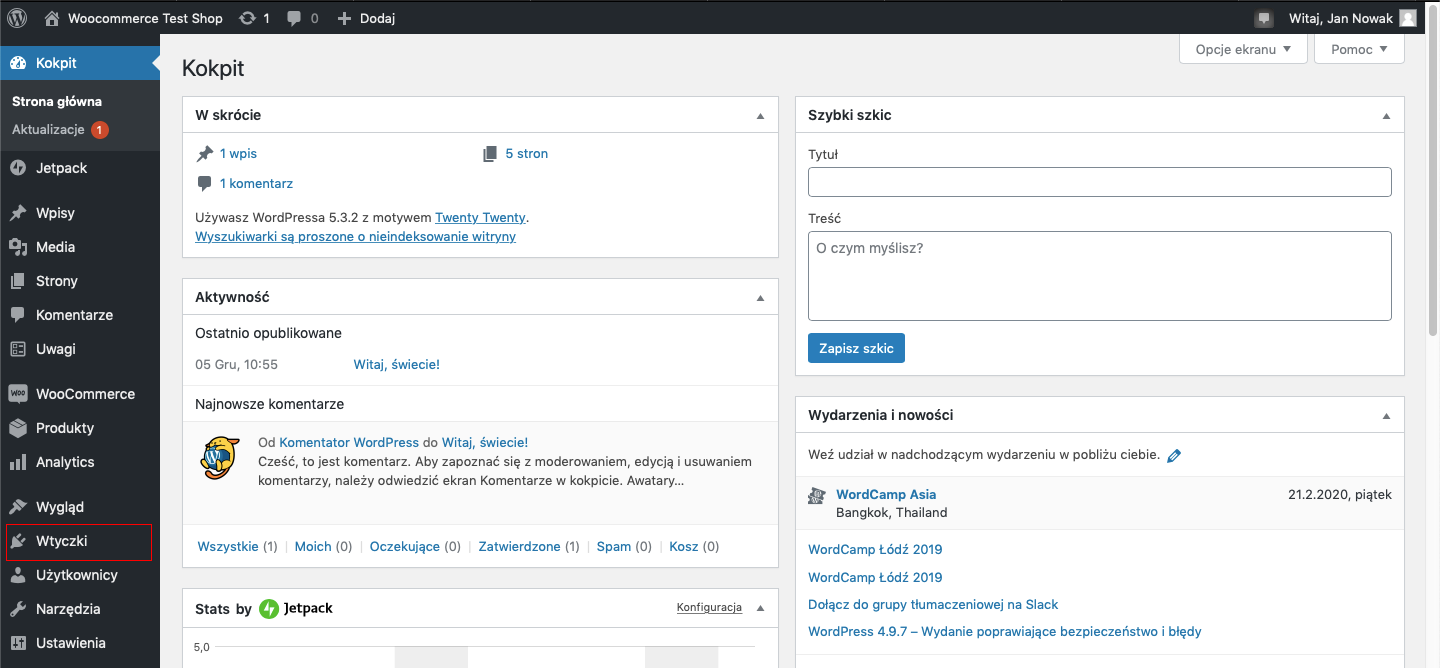 Woocommerce Test Shop 1 0 Dodaj Witaj, Jan Nowak
Kokpit
Strona główna
Aktualizacje 1
Jetpack
Wpisy
Media
Strony
Komentarze
Uwagi
WOO WooCommerce
Produkty
Analytics
Wygląd
Wtyczki
Użytkownicy
Narzędzia
Ustawienia
Opcje ekranu Pomoc
Kokpit
W skrócie
1 wpis 5 stron
1 komentarz
Używasz WordPressa 5.3.2 z motywem Twenty Twenty.
Wyszukiwarki są proszone o nieindeksowanie witryny
Aktywność
Ostatnio opublikowane
05 Gru, 10:55 Witaj, świecie!
Najnowsze komentarze
Od Komentator WordPress do Witaj, świecie!
Cześć, to jest komentarz. Aby zapoznać się z moderowaniem, edycją i usuwaniem
komentarzy, należy odwiedzić ekran Komentarze w kokpicie. Awatary…
Wszystkie (1) | Moich (0) | Oczekujące (0) | Zatwierdzone (1) | Spam (0) | Kosz (0)
Stats by Jetpack Konfiguracja
5,0
Szybki szkic
Tytuł
Treść
O czym myślisz?
Zapisz szkic
Wydarzenia i nowości
Weź udział w nadchodzącym wydarzeniu w pobliżu ciebie.
WordCamp Asia 21.2.2020, piątek
Bangkok, Thailand
WordCamp Łódź 2019
WordCamp Łódź 2019
Dołącz do grupy tłumaczeniowej na Slack
WordPress 4.9.7 – Wydanie poprawiające bezpieczeństwo i błędy